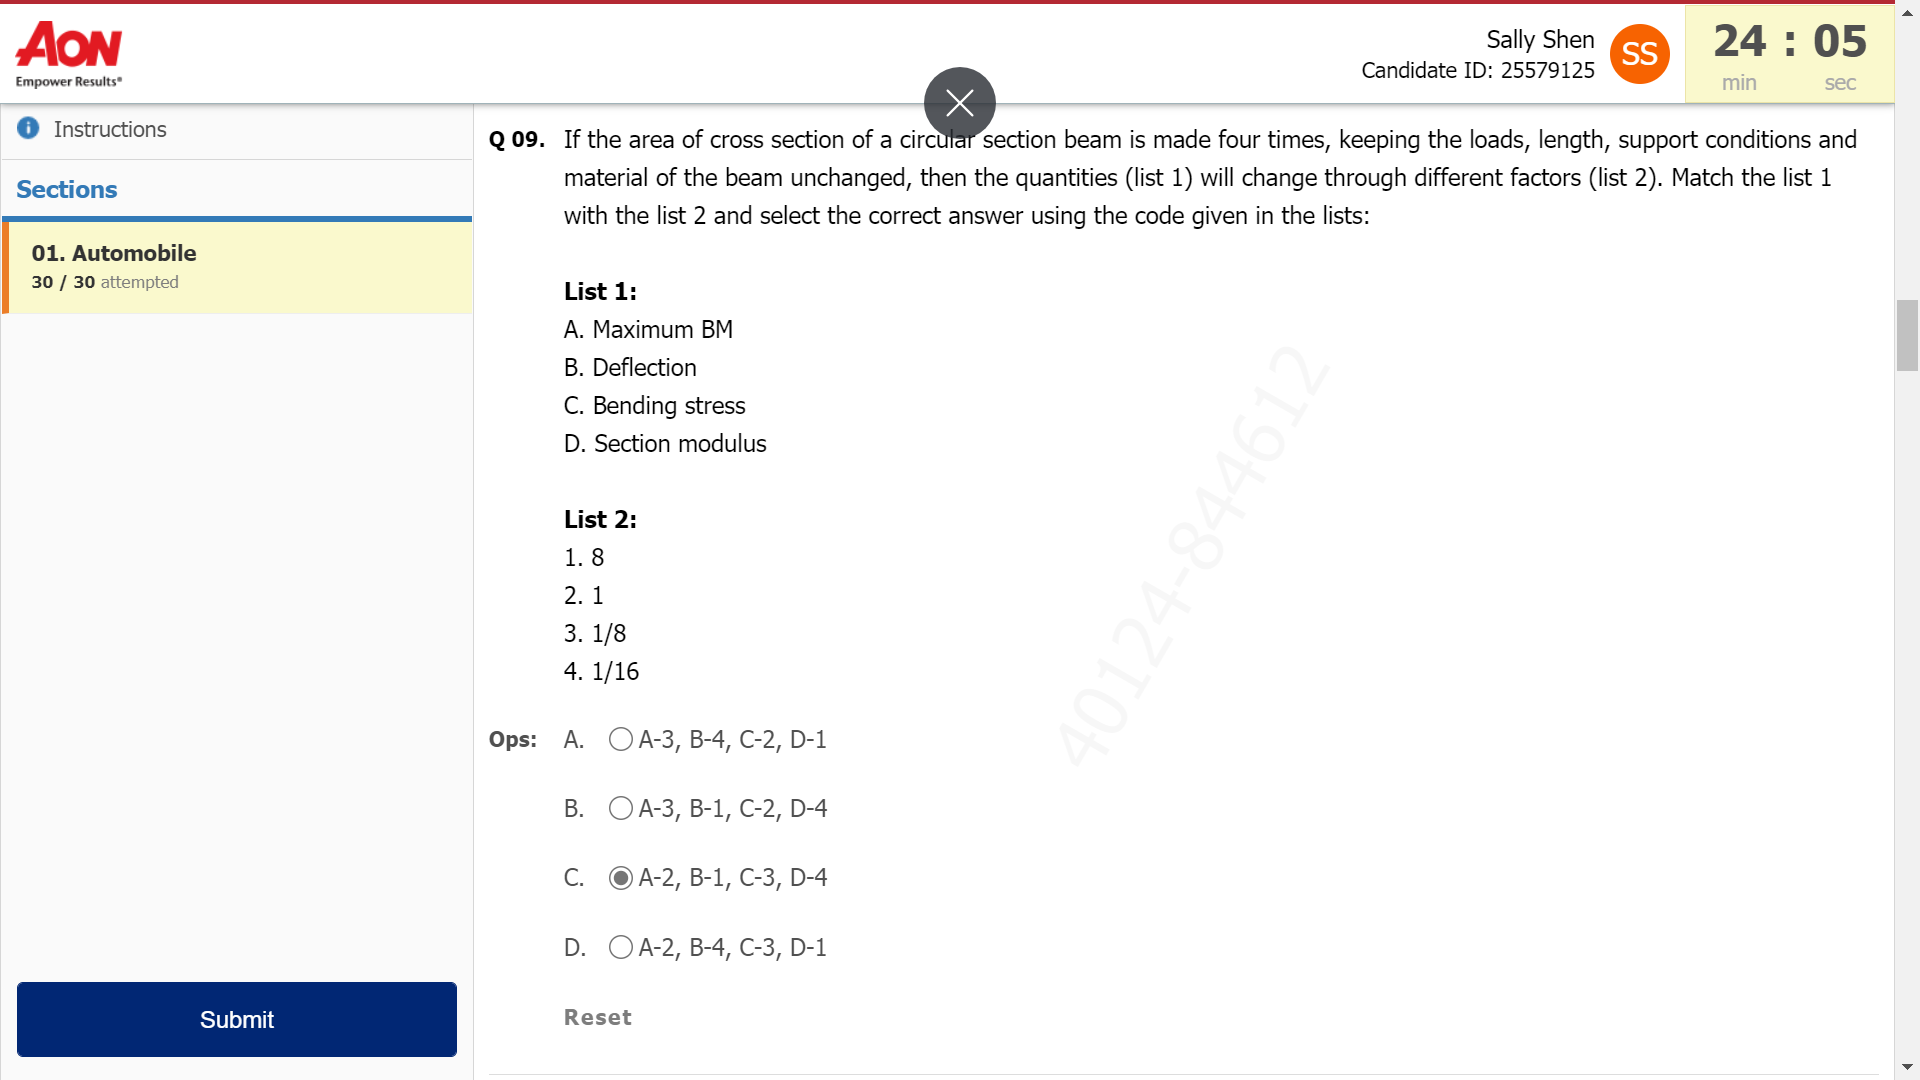 AON
Empower Results®
Sally Shen
Candidate ID: 25579125
SS
24 : 05
min sec
Instructions
Sections
01. Automobile
30 / 30 attempted
Submit
Q 09. If the area of cross section of a circular section beam is made four times, keeping the loads, length, support conditions and
material of the beam unchanged, then the quantities (list 1) will change through different factors (list 2). Match the list 1
with the list 2 and select the correct answer using the code given in the lists:
List 1:
A. Maximum BM
B. Deflection
C. Bending stress
D. Section modulus
List 2:
1. 8
2. 1
3. 1/8
4. 1/16
Ops: A. A-3, B-4, C-2, D-1
B. A-3, B-1, C-2, D-4
C. A-2, B-1, C-3, D-4
D. A-2, B-4, C-3, D-1
Reset
40124-844612